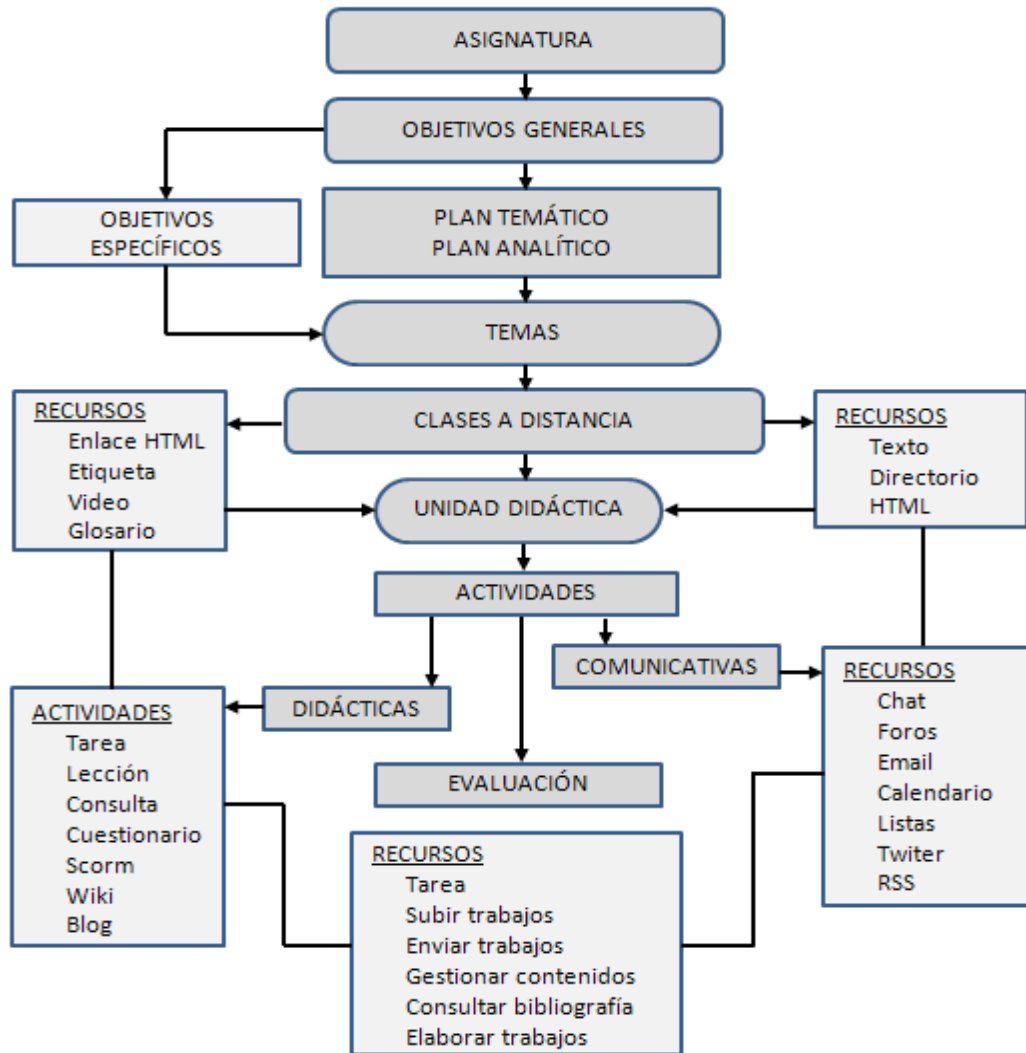 ASIGNATURA
OBJETIVOS GENERALES
OBJETIVOS
ESPECÍFICOS
PLAN TEMÁTICO
PLAN ANALÍTICO
TEMAS
CLASES A DISTANCIA
RECURSOS
Enlace HTML
Etiqueta
Video
Glosario
RECURSOS
Texto
Directorio
HTML
UNIDAD DIDÁCTICA
ACTIVIDADES
COMUNICATIVAS
DIDÁCTICAS
EVALUACIÓN
ACTIVIDADES
Tarea
Lección
Consulta
Cuestionario
Scorm
Wiki
Blog
RECURSOS
Chat
Foros
Email
Calendario
Listas
Twiter
RSS
RECURSOS
Tarea
Subir trabajos
Enviar trabajos
Gestionar contenidos
Consultar bibliografía
Elaborar trabajos